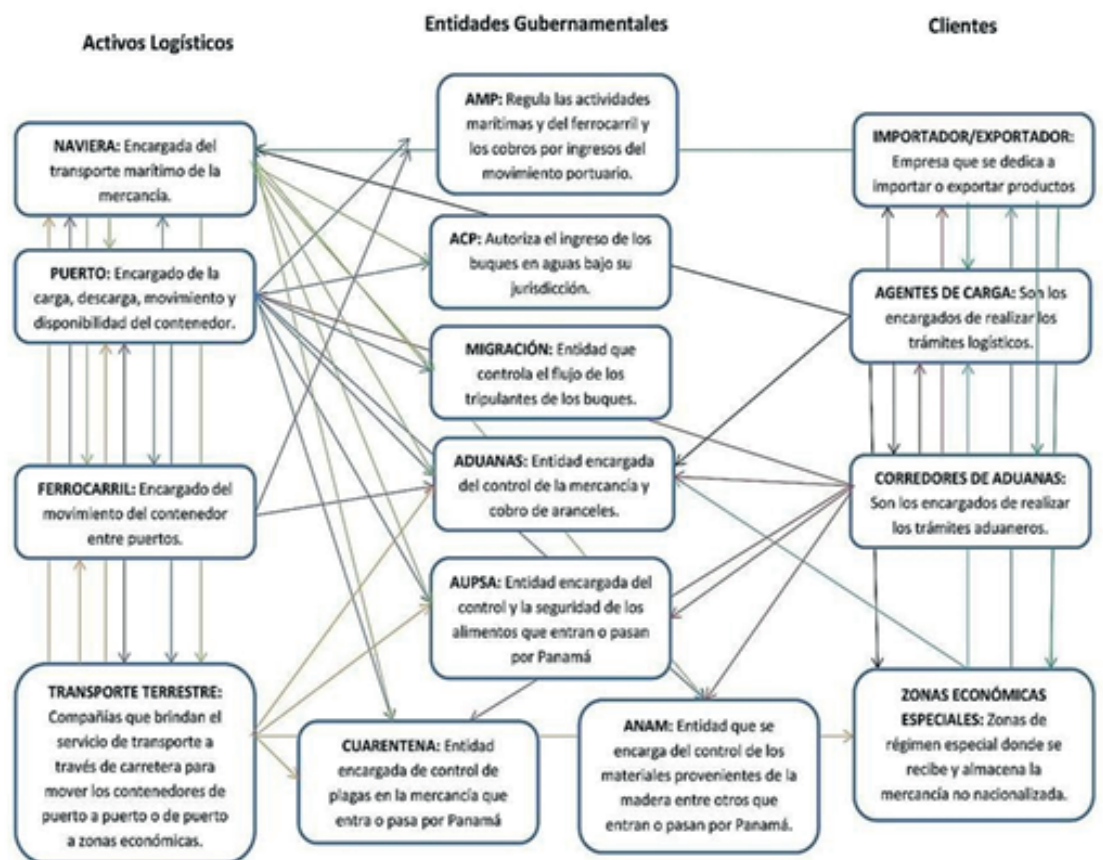 Activos Logísticos
Entidades Gubernamentales
Clientes
NAVIERA: Encargada del
transporte marítimo de la
mercancía.
PUERTO: Encargado de la
carga, descarga, movimiento y
disponibilidad del contenedor.
FERROCARRIL: Encargado del
movimiento del contenedor
entre puertos.
TRANSPORTE TERRESTRE:
Compañías que brindan el
servicio de transporte a
través de carretera para
mover los contenedores de
puerto a puerto o de puerto
a zonas económicas.
AMP: Regula las actividades
marítimas y del ferrocarril y
los cobros por ingresos del
movimiento portuario.
ACP: Autoriza el ingreso de los
buques en aguas bajo su
jurisdicción.
MIGRACIÓN: Entidad que
controla el flujo de los
tripulantes de los buques.
ADUANAS: Entidad encargada
del control de la mercancía y
cobro de aranceles.
AUPSA: Entidad encargada del
control y la seguridad de los
alimentos que entran o pasan
por Panamá
CUARENTENA: Entidad
encargada de control de
plagas en la mercancía que
entra o pasa por Panamá
ANAM: Entidad que se
encarga del control de los
materiales provenientes de la
madera entre otros que
entran o pasan por Panamá.
IMPORTADOR/EXPORTADOR:
Empresa que se dedica a
importar o exportar productos
AGENTES DE CARGA: Son los
encargados de realizar los
trámites logísticos.
CORREDORES DE ADUANAS:
Son los encargados de realizar
los trámites aduaneros.
ZONAS ECONÓMICAS
ESPECIALES: Zonas de
régimen especial donde se
recibe y almacena la
mercancía no nacionalizada.